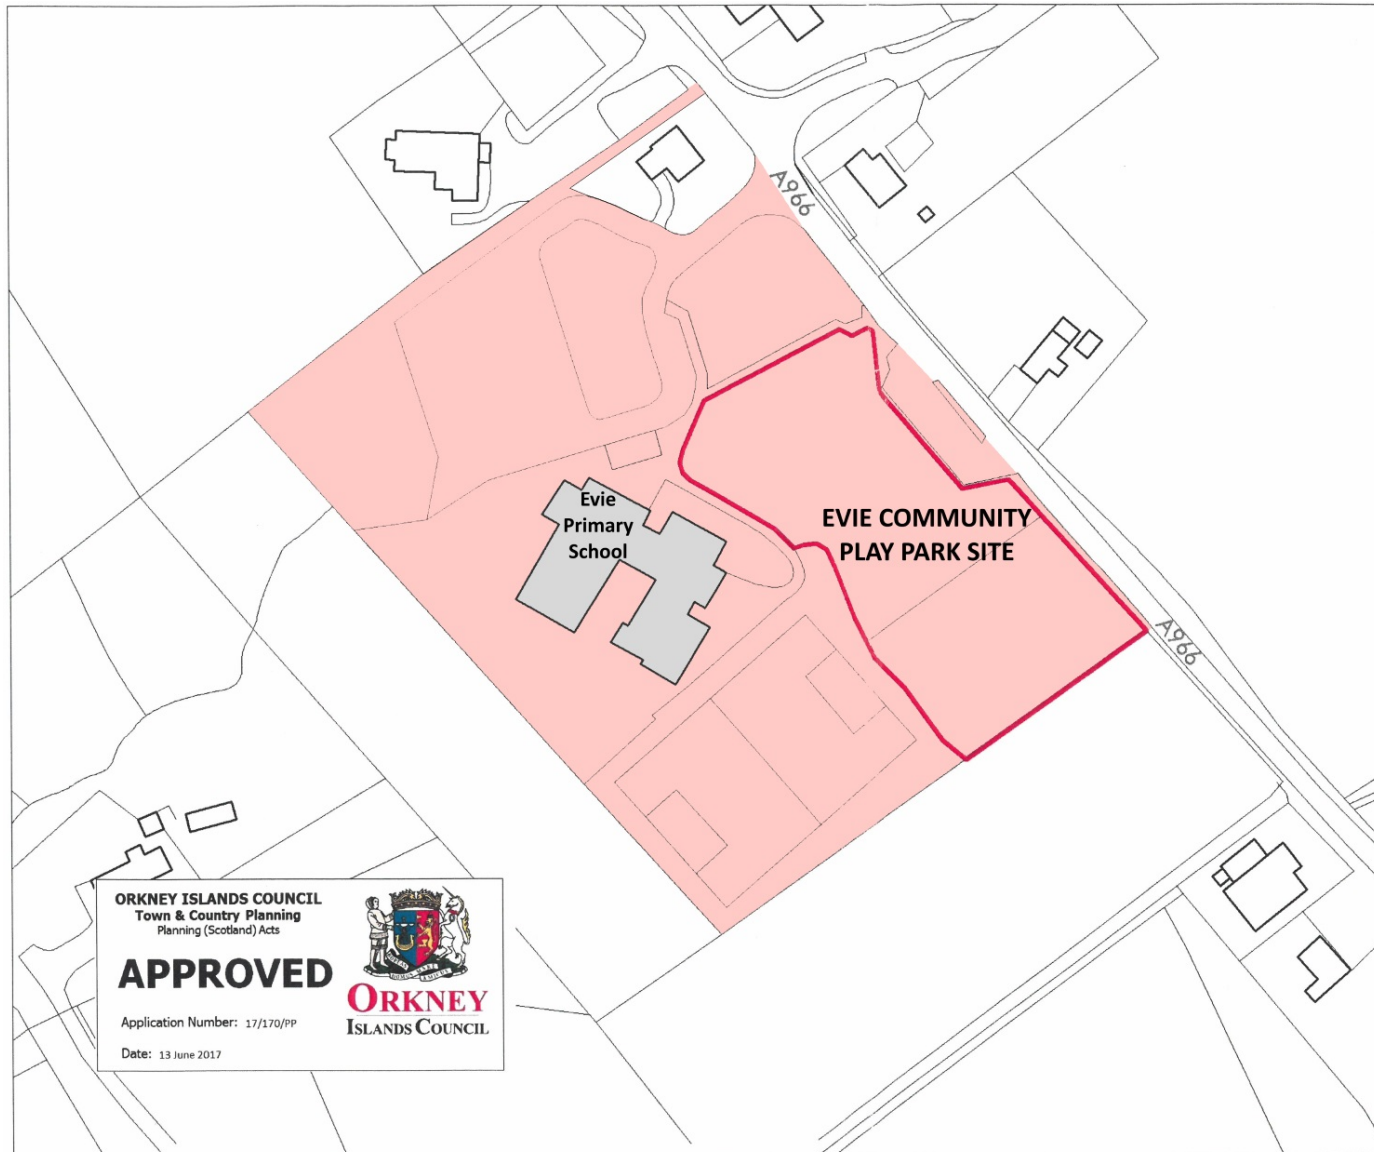 A966
Evie
Primary
School
EVIE COMMUNITY
PLAY PARK SITE
A966
ORKNEY ISLANDS COUNCIL
Town & Country Planning
Planning (Scotland) Acts
APPROVED
Application Number: 17/170/PP
Date: 13 June 2017
ORKNEY
ISLANDS COUNCIL